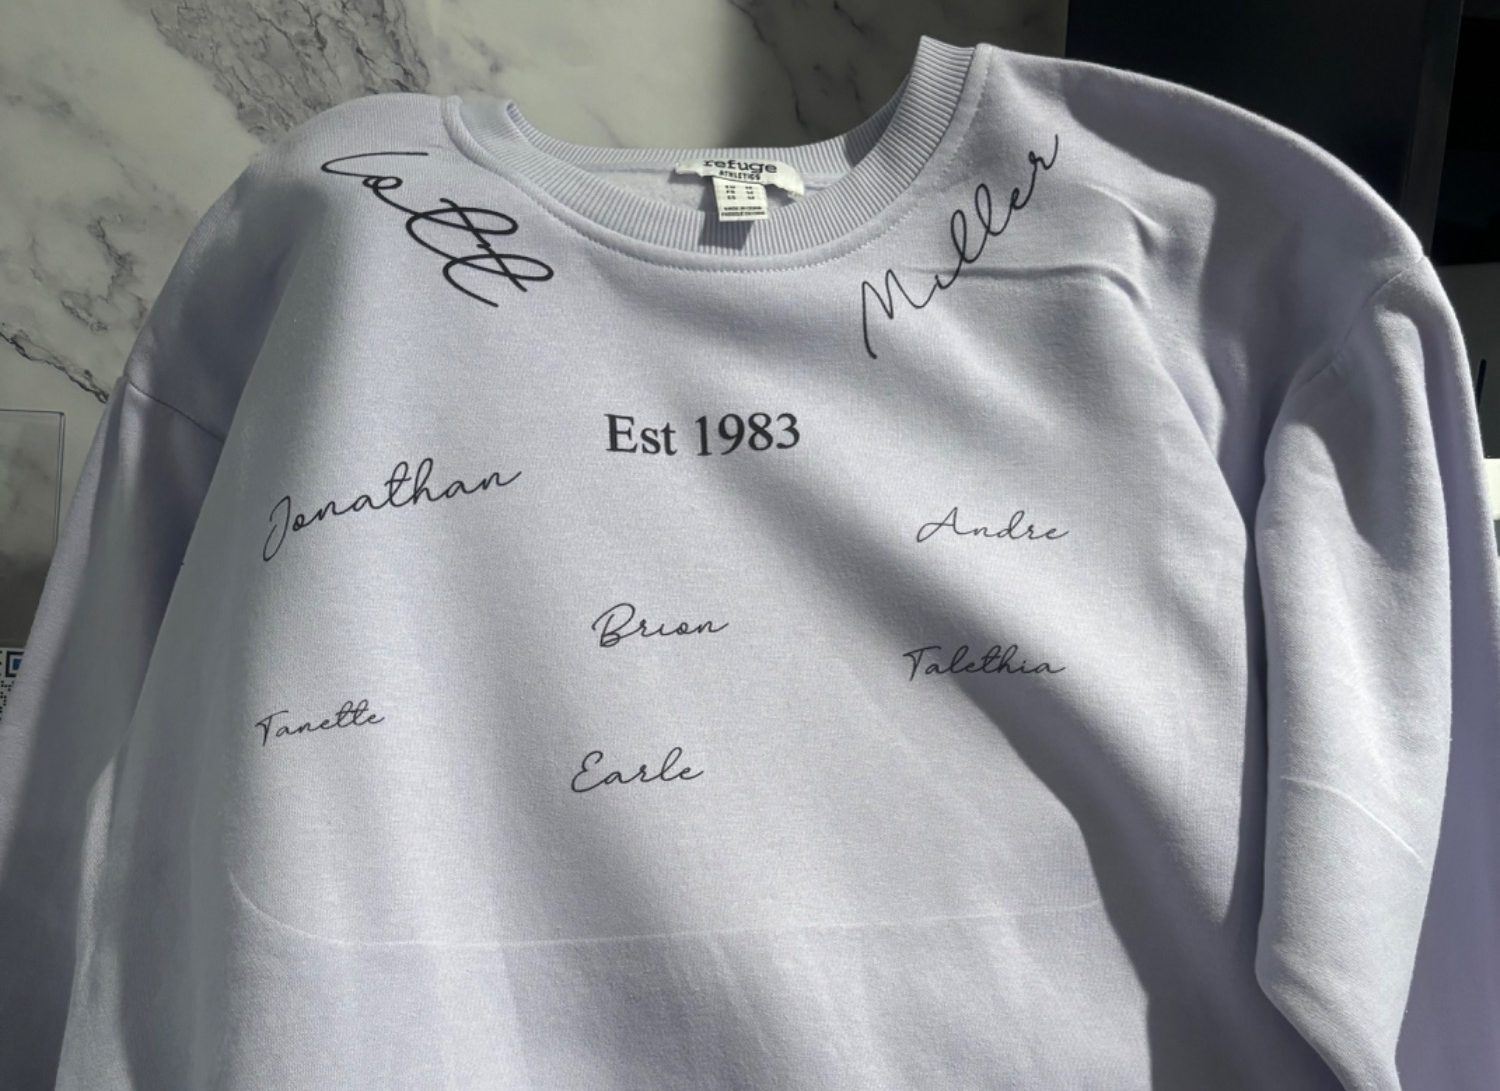 refuge
ATHLETICS
Miller
Est 1983
Jonathan
Andre
Brion
Talethia
Tanette
Earle